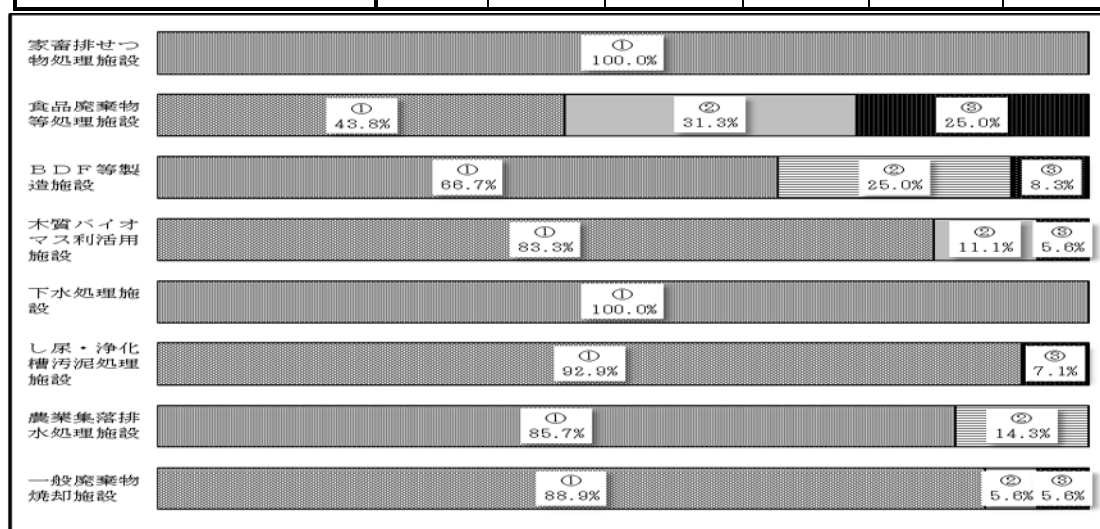 家畜排せつ
物処理施設
①
100.0%
食品廃棄物
等処理施設
① ② ③
43.8% 31.3% 25.0%
BDF等製
造施設
① ② ③
66.7% 25.0% 8.3%
木質バイオ
マス利活用
施設
① ② ③
83.3% 11.1% 5.6%
下水処理施
設
①
100.0%
し尿・浄化
槽汚泥処理
施設
① ③
92.9% 7.1%
農業集落排
水処理施設
① ②
85.7% 14.3%
一般廃棄物
焼却施設
① ② ③
88.9% 5.6% 5.6%